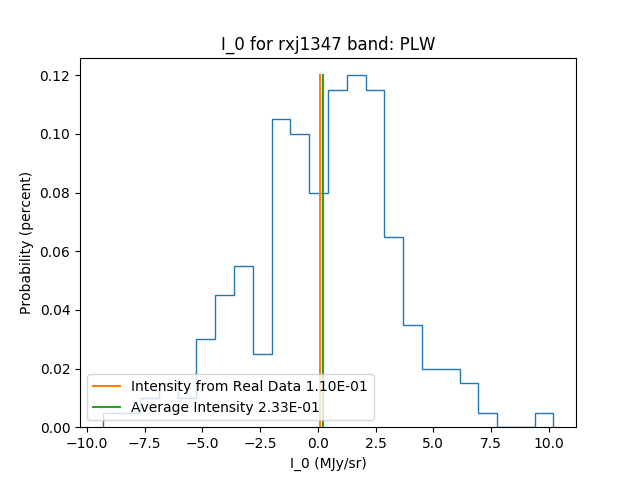 I_0 for rxj1347 band: PLW
0.12
0.10
0.08
0.06
0.04
0.02
0.00
Probability (percent)
Intensity from Real Data 1.10E-01
Average Intensity 2.33E-01
−10.0 −7.5 −5.0 −2.5 0.0 2.5 5.0 7.5 10.0
I_0 (MJy/sr)